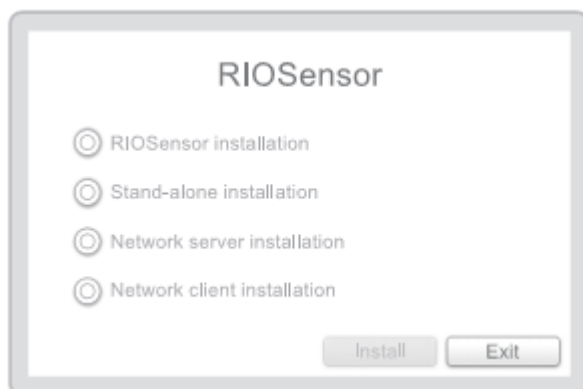 RIOSensor
RIOSensor installation
Stand-alone installation
Network server installation
Network client installation
Install Exit